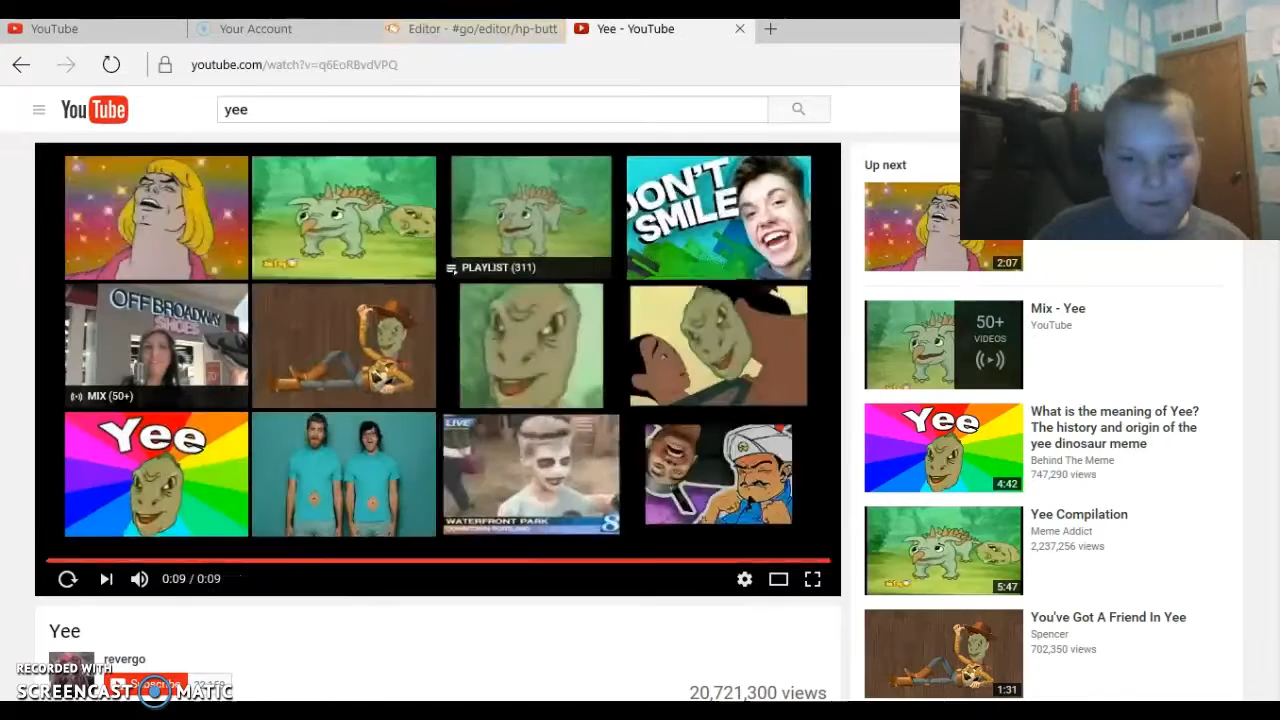 YouTube
Your Account
Editor - #go/editor/hp-butt
Yee - YouTube
youtube.com/watch?v=q6EoRBvdVPQ
YouTube
yee
Up next
DON'T
SMILE
PLAYLIST (311)
2:07
OFF BROADWAY
SHOES
MIX (50+)
50+
VIDEOS
Mix - Yee
YouTube
Yee
LIVE
WATERFRONT PARK
DOWNTOWN PORTLAND
8
Yee
4:42
What is the meaning of Yee?
The history and origin of the
yee dinosaur meme
Behind The Meme
747,290 views
5:47
Yee Compilation
Meme Addict
2,237,256 views
0:09 / 0:09
Yee
revergo
Subscribe
20,721,300 views
1:31
You've Got A Friend In Yee
Spencer
702,350 views
RECORDED WITH
SCREENCAST MATIC